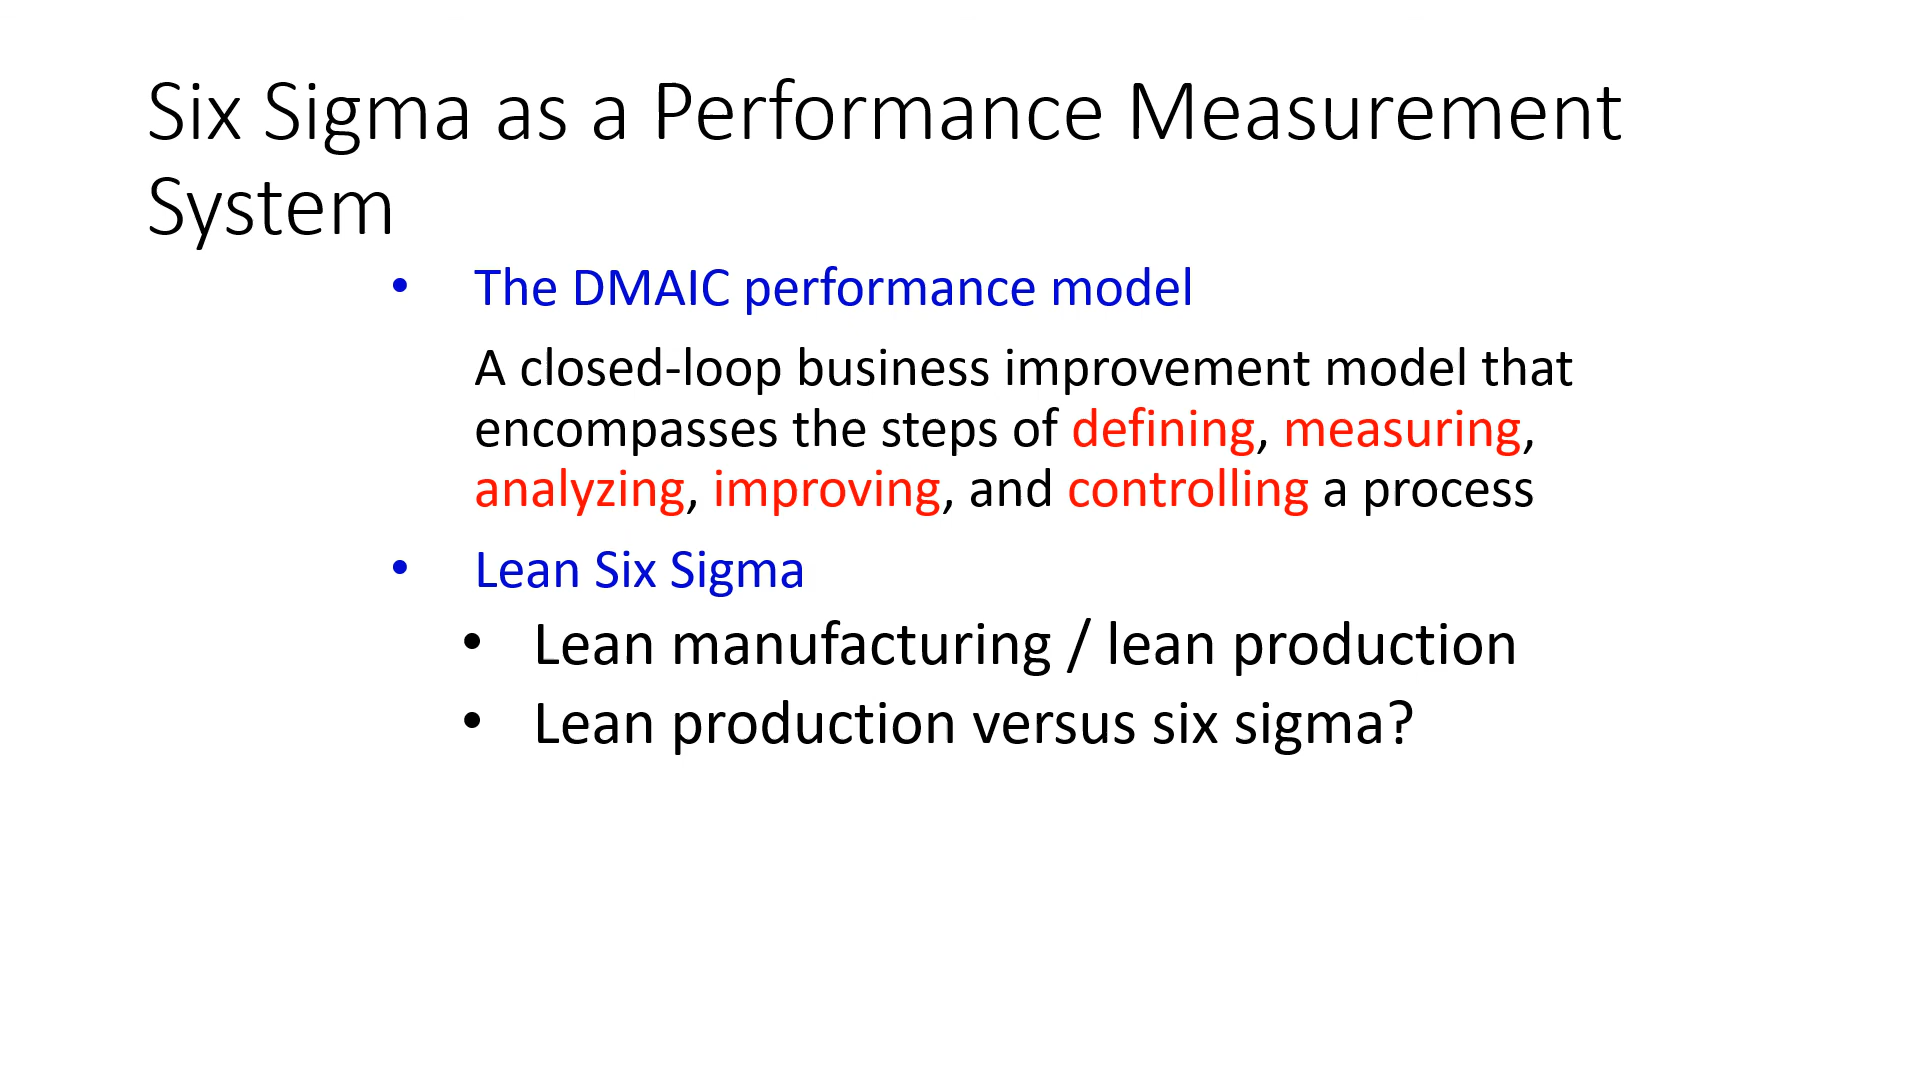 Six Sigma as a Performance Measurement
System
• The DMAIC performance model
A closed-loop business improvement model that
encompasses the steps of defining, measuring,
analyzing, improving, and controlling a process
• Lean Six Sigma
• Lean manufacturing / lean production
• Lean production versus six sigma?